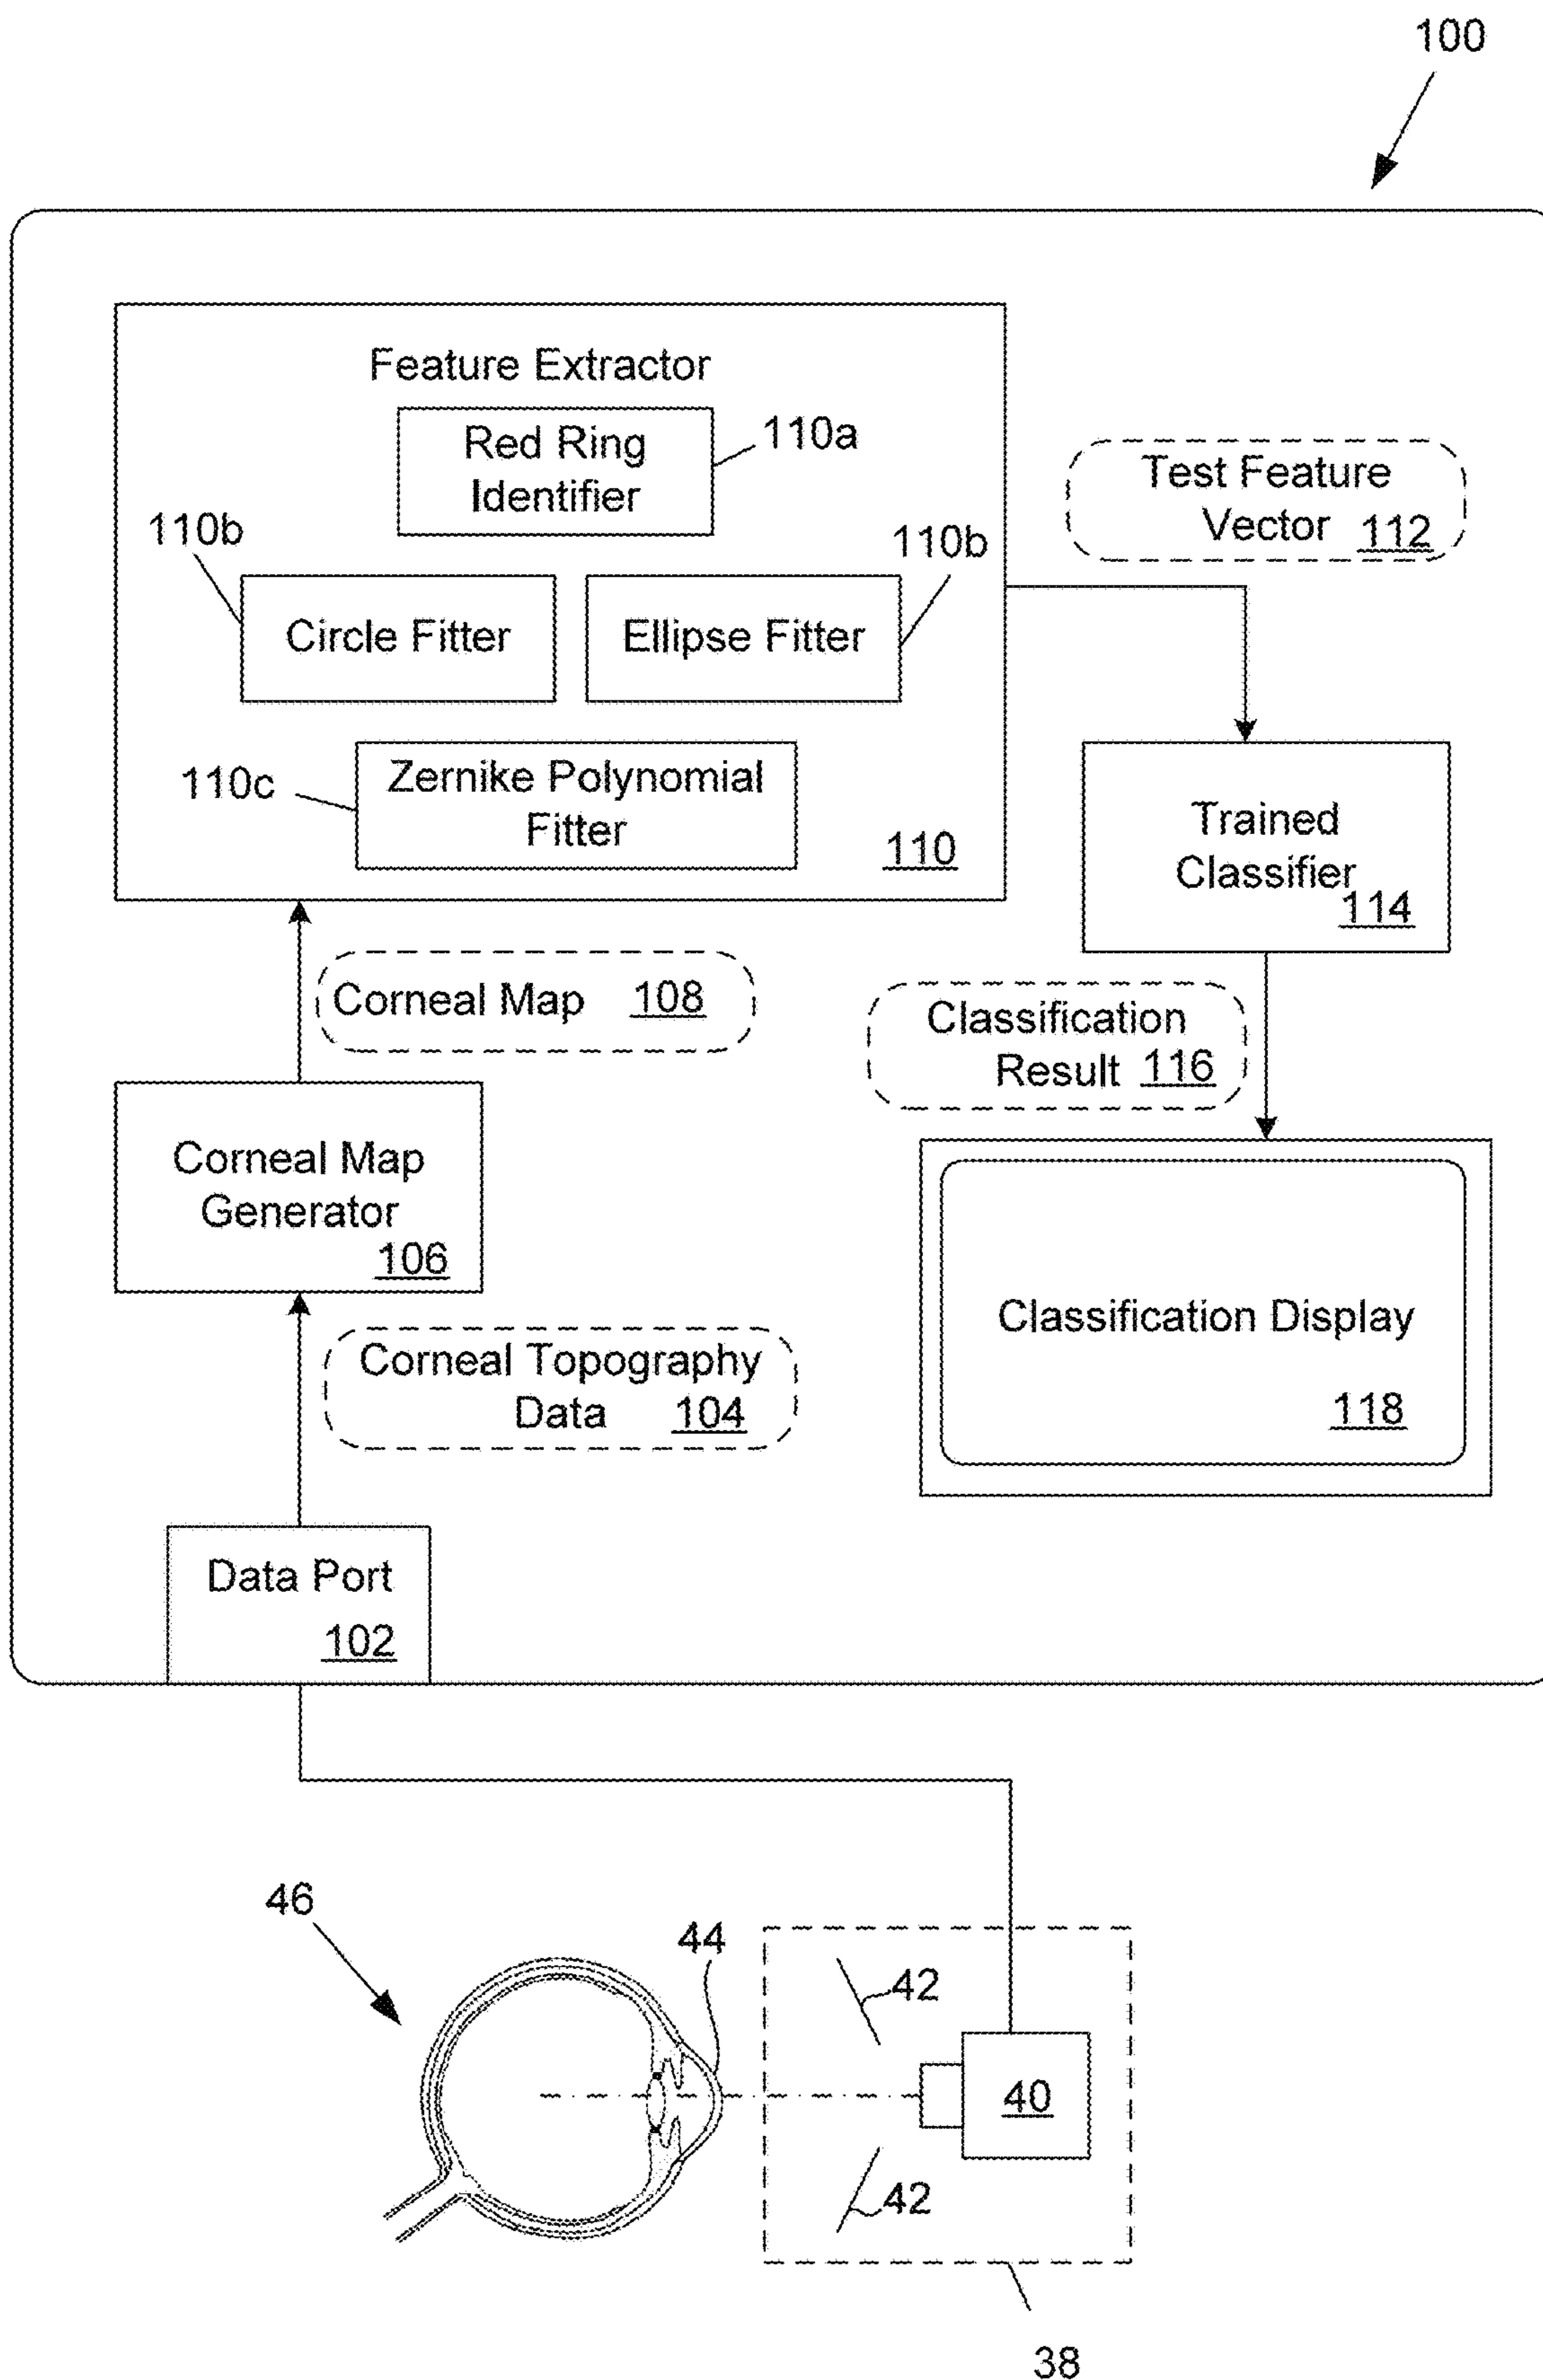 100
Feature Extractor
Red Ring
Identifier
110a
110b
110b
Circle Fitter
Ellipse Fitter
110c
Zernike Polynomial
Fitter
110
Test Feature
Vector 112
Trained
Classifier
114
Corneal Map 108
Classification
Result 116
Corneal Map
Generator
106
Classification Display
118
Corneal Topography
Data 104
Data Port
102
46
44
42
40
42
38